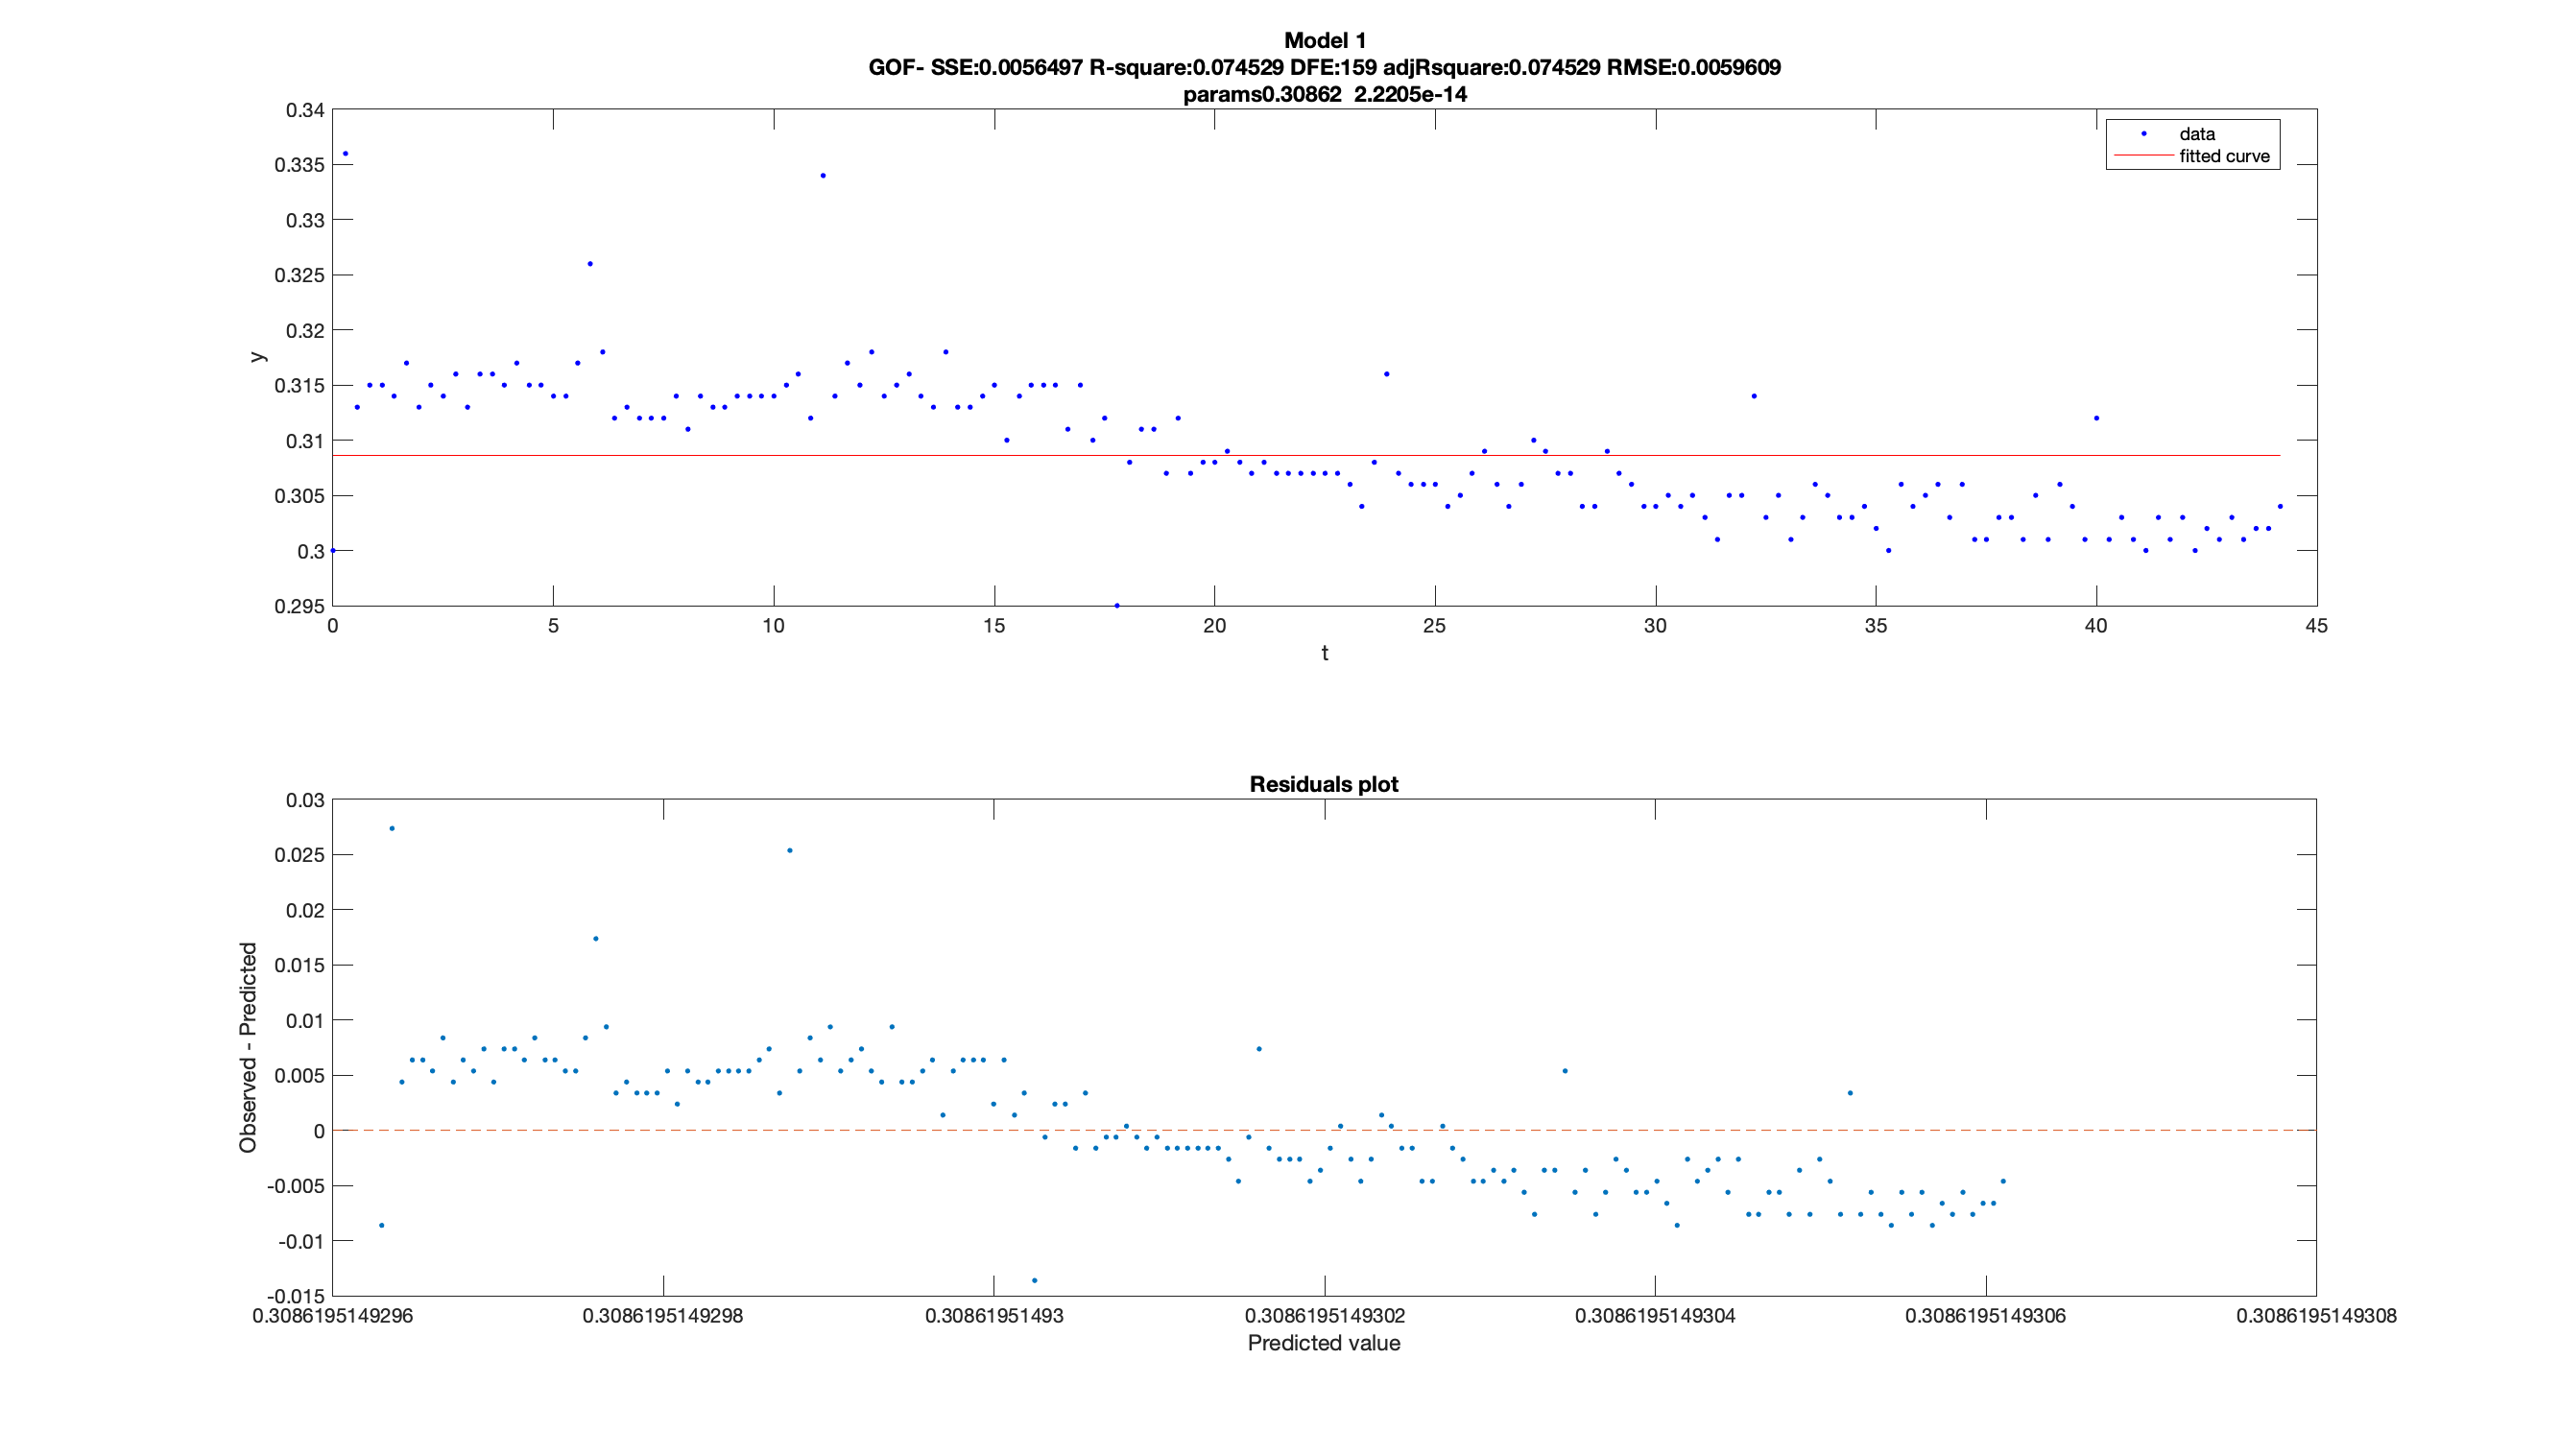 Model 1
GOF- SSE:0.0056497 R-square:0.074529 DFE:159 adjRsquare:0.074529 RMSE:0.0059609
params0.30862  2.2205e-14
0.34
0.335
0.33
0.325
0.32
0.315
0.31
0.305
0.3
0.295
y
data
fitted curve
0 5 10 15 20 25 30 35 40 45
t
Residuals plot
0.03
0.025
0.02
0.015
0.01
0.005
0
-0.005
-0.01
-0.015
Observed - Predicted
0.3086195149296 0.3086195149298 0.30861951493 0.3086195149302 0.3086195149304 0.3086195149306 0.3086195149308
Predicted value